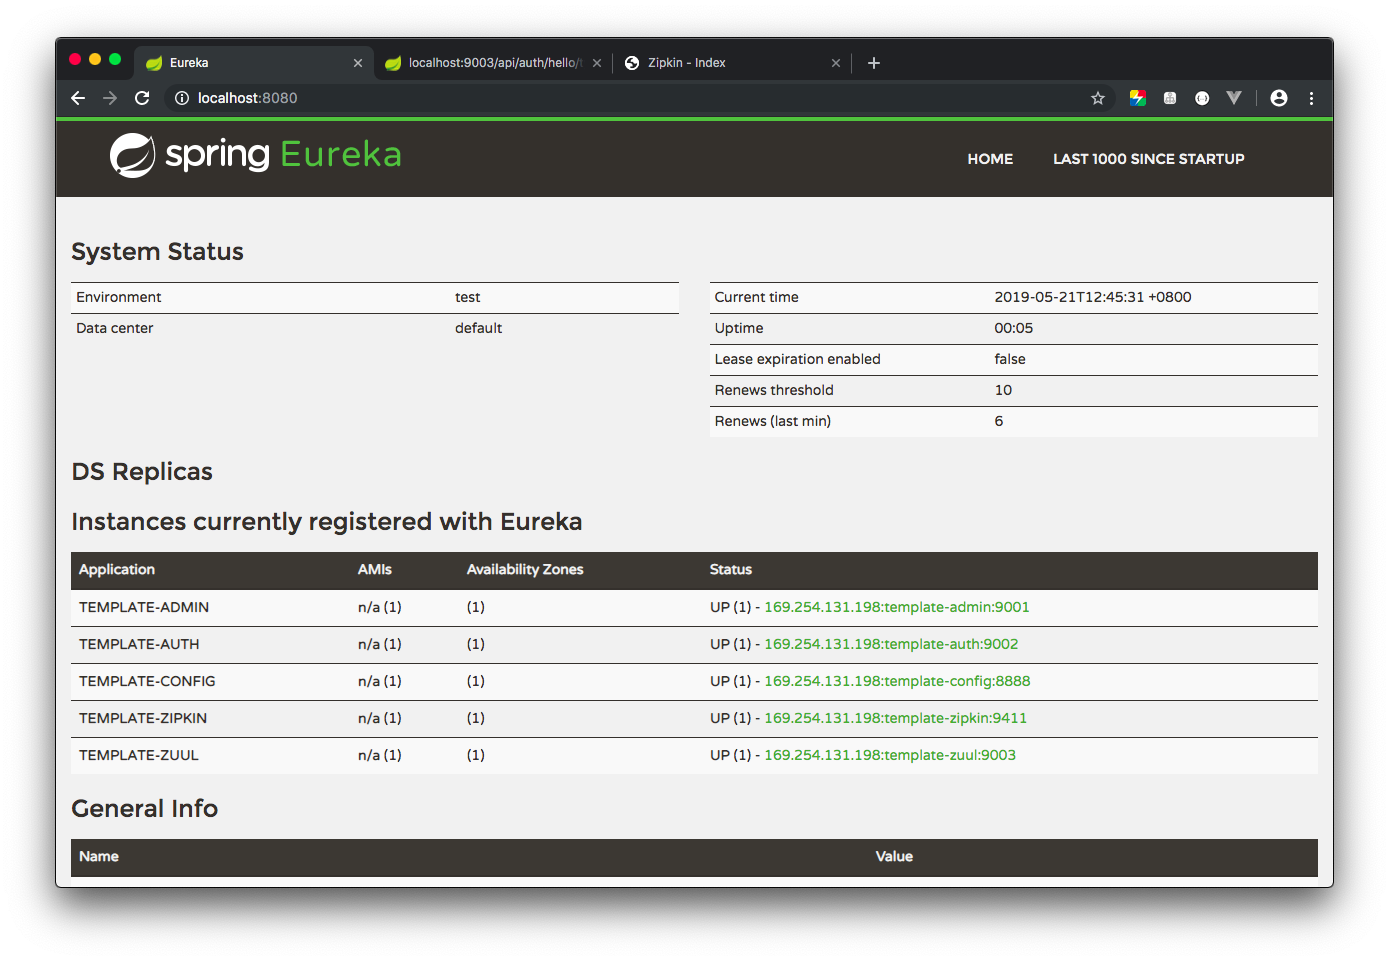 Eureka
localhost:9003/api/auth/hello/
Zipkin - Index
localhost:8080
spring Eureka
HOME LAST 1000 SINCE STARTUP
System Status
Environment test
Data center default
Current time 2019-05-21T12:45:31 +0800
Uptime 00:05
Lease expiration enabled false
Renews threshold 10
Renews (last min) 6
DS Replicas
Instances currently registered with Eureka
Application AMIs Availability Zones Status
TEMPLATE-ADMIN n/a (1) (1) UP (1) - 169.254.131.198:template-admin:9001
TEMPLATE-AUTH n/a (1) (1) UP (1) - 169.254.131.198:template-auth:9002
TEMPLATE-CONFIG n/a (1) (1) UP (1) - 169.254.131.198:template-config:8888
TEMPLATE-ZIPKIN n/a (1) (1) UP (1) - 169.254.131.198:template-zipkin:9411
TEMPLATE-ZUUL n/a (1) (1) UP (1) - 169.254.131.198:template-zuul:9003
General Info
Name Value